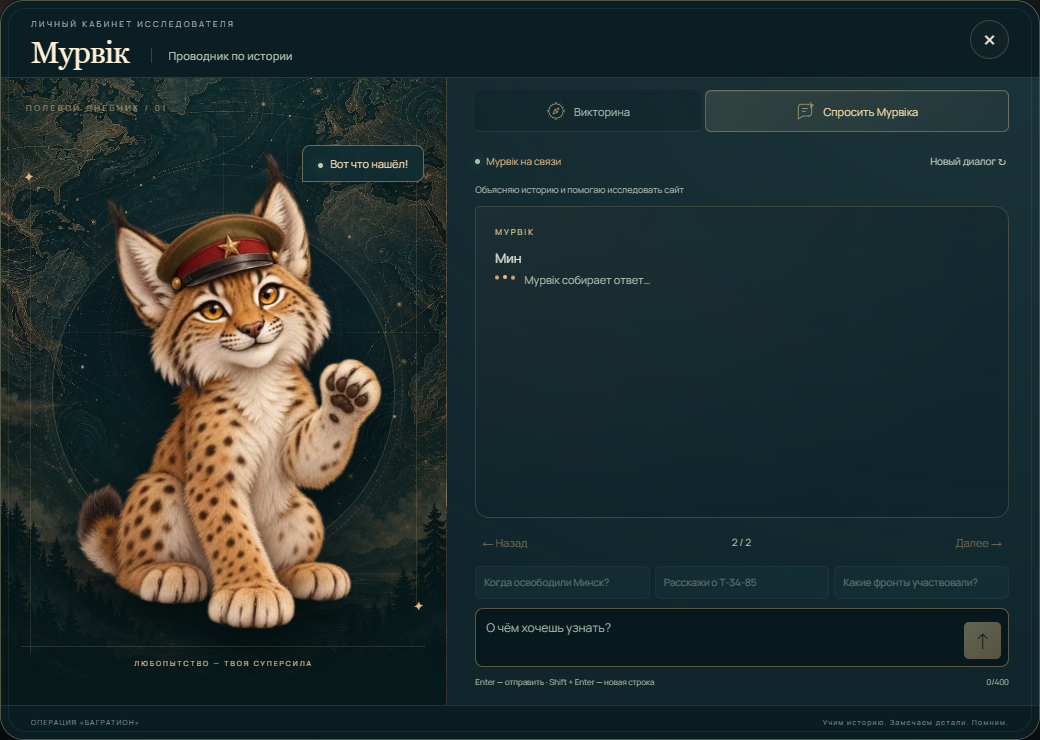 ЛИЧНЫЙ КАБИНЕТ ИССЛЕДОВАТЕЛЯ
Мурвік
Проводник по истории
×
ПОЛЕВОЙ ДНЕВНИК / 01
Вот что нашёл!
ЛЮБОПЫТСТВО — ТВОЯ СУПЕРСИЛА
Викторина
Спросить Мурвіка
Мурвік на связи
Новый диалог ↻
Объясняю историю и помогаю исследовать сайт
МУРВІК
Мин
Мурвік собирает ответ…
← Назад
2 / 2
Далее →
Когда освободили Минск?
Расскажи о Т-34-85
Какие фронты участвовали?
О чём хочешь узнать?
↑
Enter — отправить · Shift + Enter — новая строка
0/400
ОПЕРАЦИЯ «БАГРАТИОН»
Учим историю. Замечаем детали. Помним.